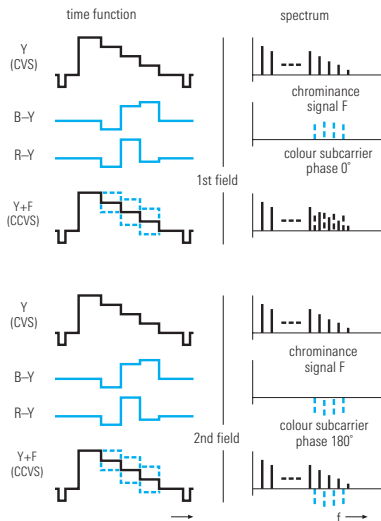 time function
spectrum
Y
(CVS)
chrominance
signal F
B–Y
R–Y
colour subcarrier
phase 0°
1st field
Y+F
(CCVS)
Y
(CVS)
chrominance
signal F
B–Y
R–Y
colour subcarrier
phase 180°
2nd field
Y+F
(CCVS)
f